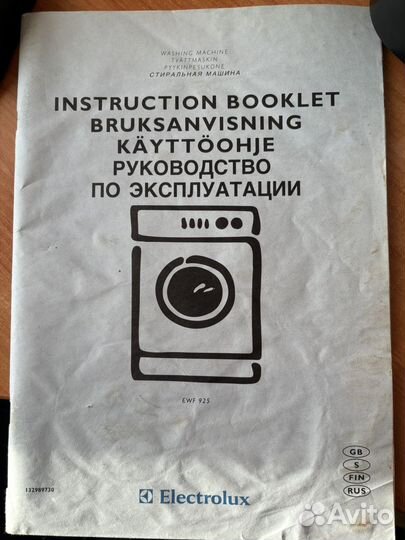 WASHING MACHINE
TVÄTTMASKIN
PYYKINPESUKONE
СТИРАЛЬНАЯ МАШИНА
INSTRUCTION BOOKLET
BRUKSANVISNING
KÄYTTÖOHJE
РУКОВОДСТВО
ПО ЭКСПЛУАТАЦИИ
EWF 925
GB
S
FIN
RUS
132989730
Electrolux
Avito